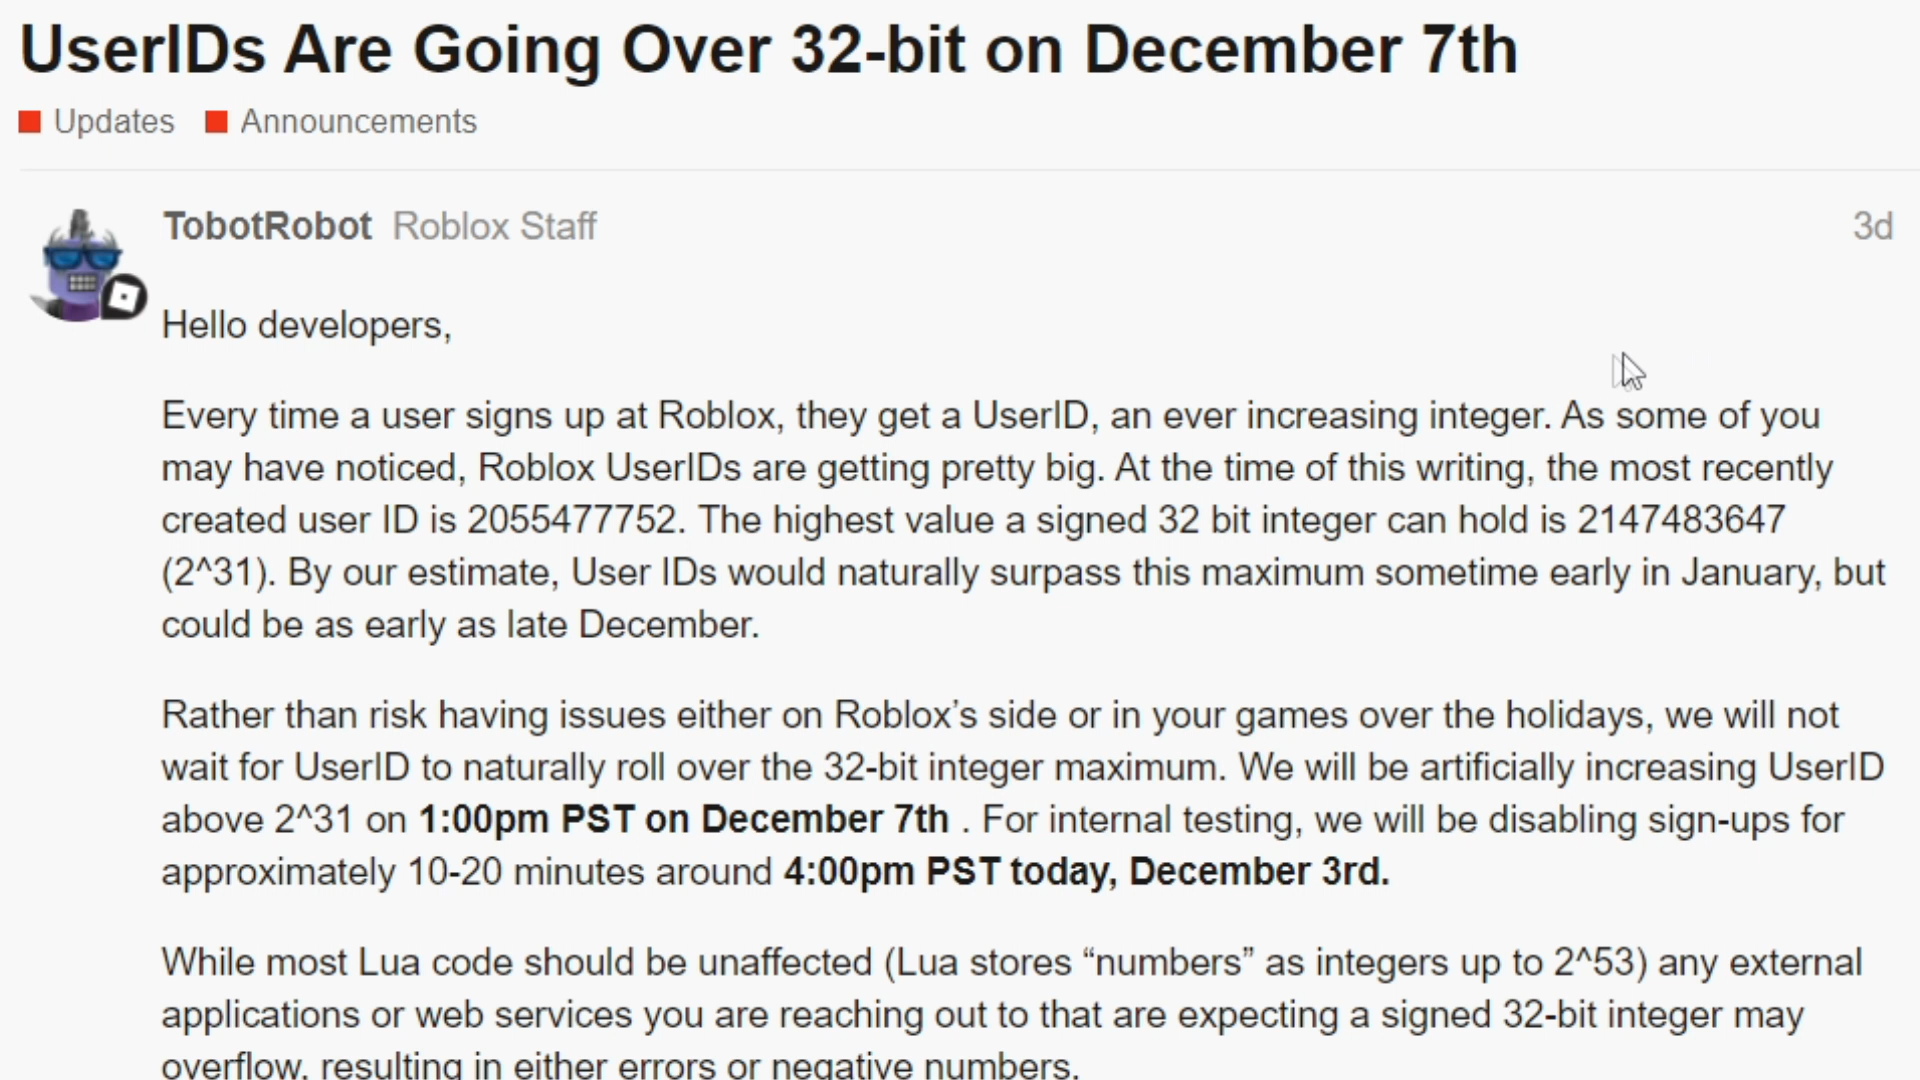 UserIDs Are Going Over 32-bit on December 7th
Updates Announcements
TobotRobot Roblox Staff 3d
Hello developers,
Every time a user signs up at Roblox, they get a UserID, an ever increasing integer. As some of you
may have noticed, Roblox UserIDs are getting pretty big. At the time of this writing, the most recently
created user ID is 2055477752. The highest value a signed 32 bit integer can hold is 2147483647
(2^31). By our estimate, User IDs would naturally surpass this maximum sometime early in January, but
could be as early as late December.
Rather than risk having issues either on Roblox’s side or in your games over the holidays, we will not
wait for UserID to naturally roll over the 32-bit integer maximum. We will be artificially increasing UserID
above 2^31 on 1:00pm PST on December 7th . For internal testing, we will be disabling sign-ups for
approximately 10-20 minutes around 4:00pm PST today, December 3rd.
While most Lua code should be unaffected (Lua stores “numbers” as integers up to 2^53) any external
applications or web services you are reaching out to that are expecting a signed 32-bit integer may
overflow, resulting in either errors or negative numbers.